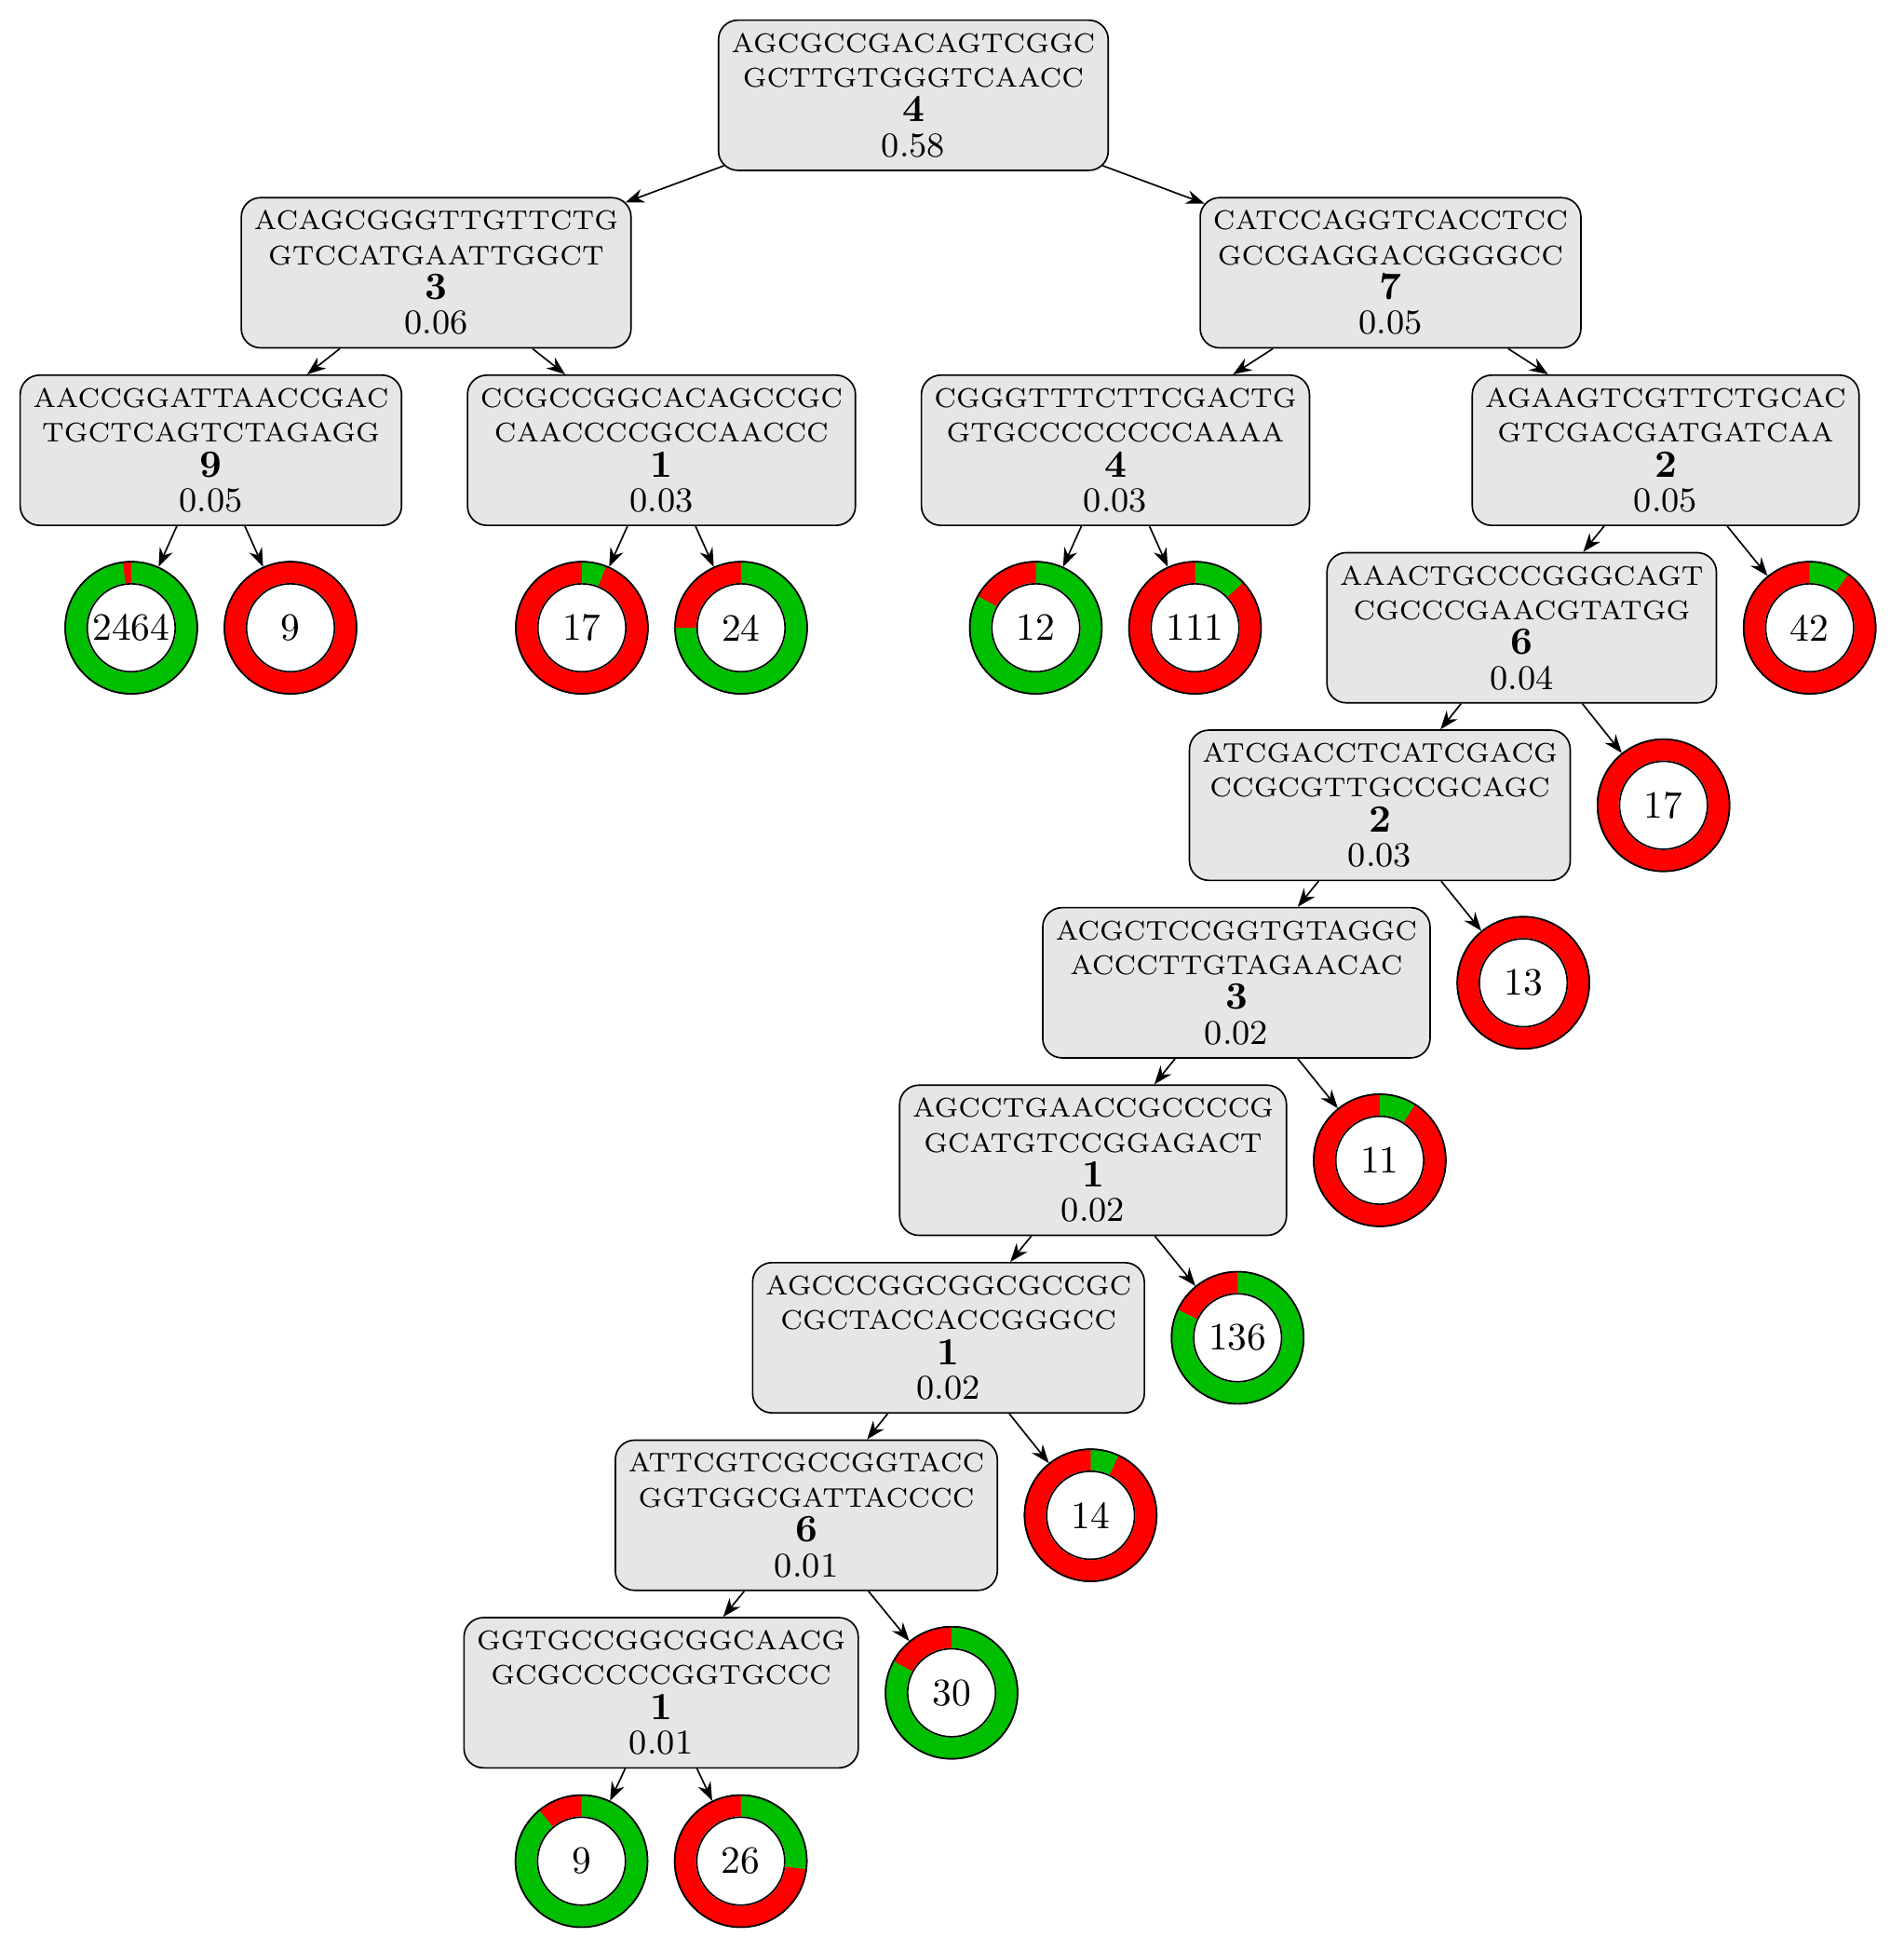 AGCGCCGACAGTCGGC
GCTTGTGGGTCAACC
4
0.58
ACAGCGGGTTGTTCTG
GTCCATGAATTGGCT
3
0.06
CATCCAGGTCACCTCC
GCCGAGGACGGGGCC
7
0.05
AACCGGATTAACCGAC
TGCTCAGTCTAGAGG
9
0.05
CCGCCGGCACAGCCGC
CAACCCCGCCAACCC
1
0.03
CGGGTTTCTTCGACTG
GTGCCCCCCCCAAAA
4
0.03
AGAAGTCGTTCTGCAC
GTCGACGATGATCAA
2
0.05
2464
9
17
24
12
111
AAACTGCCCGGGCAGT
CGCCCGAACGTATGG
6
0.04
42
ATCGACCTCATCGACG
CCGCGTTGCCGCAGC
2
0.03
17
ACGCTCCGGTGTAGGC
ACCCTTGTAGAACAC
3
0.02
13
AGCCTGAACCGCCCCG
GCATGTCCGGAGACT
1
0.02
11
AGCCCGGCGGCGCCGC
CGCTACCACCGGGCC
1
0.02
136
ATTCGTCGCCGGTACC
GGTGGCGATTACCCC
6
0.01
14
GGTGCCGGCGGCAACG
GCGCCCCCGGTGCCC
1
0.01
30
9
26